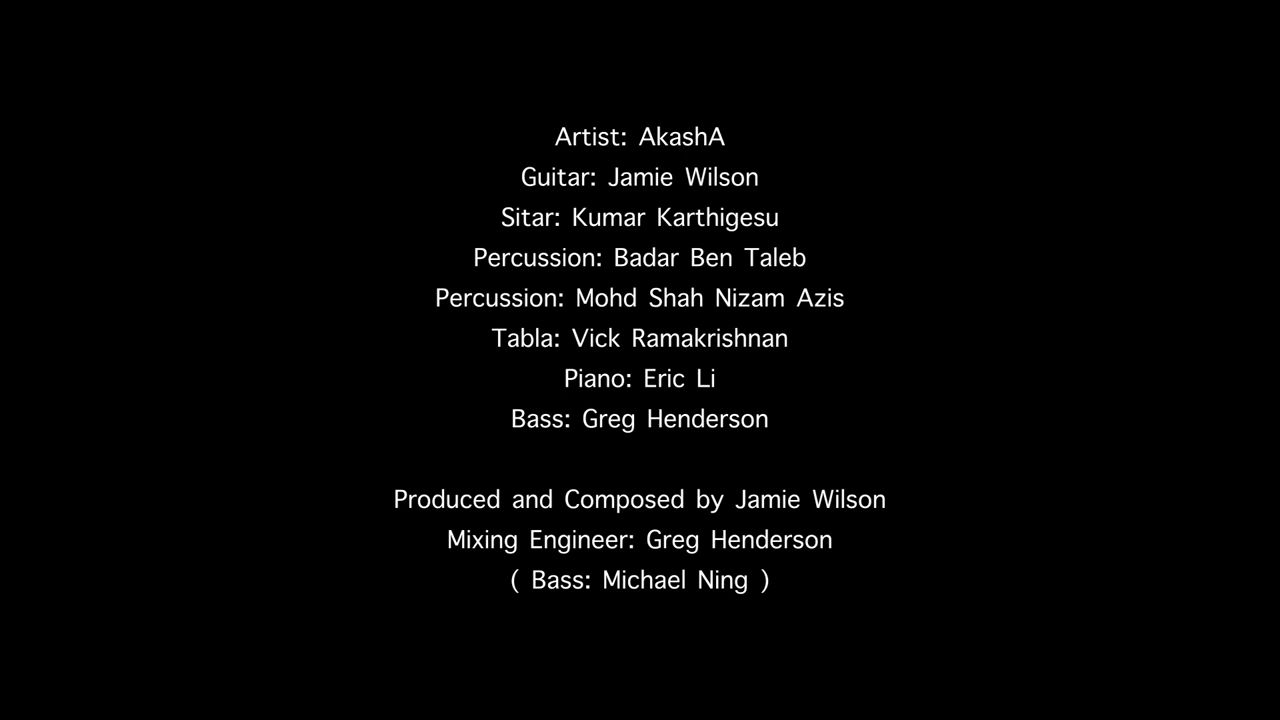 Artist: AkashA
Guitar: Jamie Wilson
Sitar: Kumar Karthigesu
Percussion: Badar Ben Taleb
Percussion: Mohd Shah Nizam Azis
Tabla: Vick Ramakrishnan
Piano: Eric Li
Bass: Greg Henderson
Produced and Composed by Jamie Wilson
Mixing Engineer: Greg Henderson
( Bass: Michael Ning )